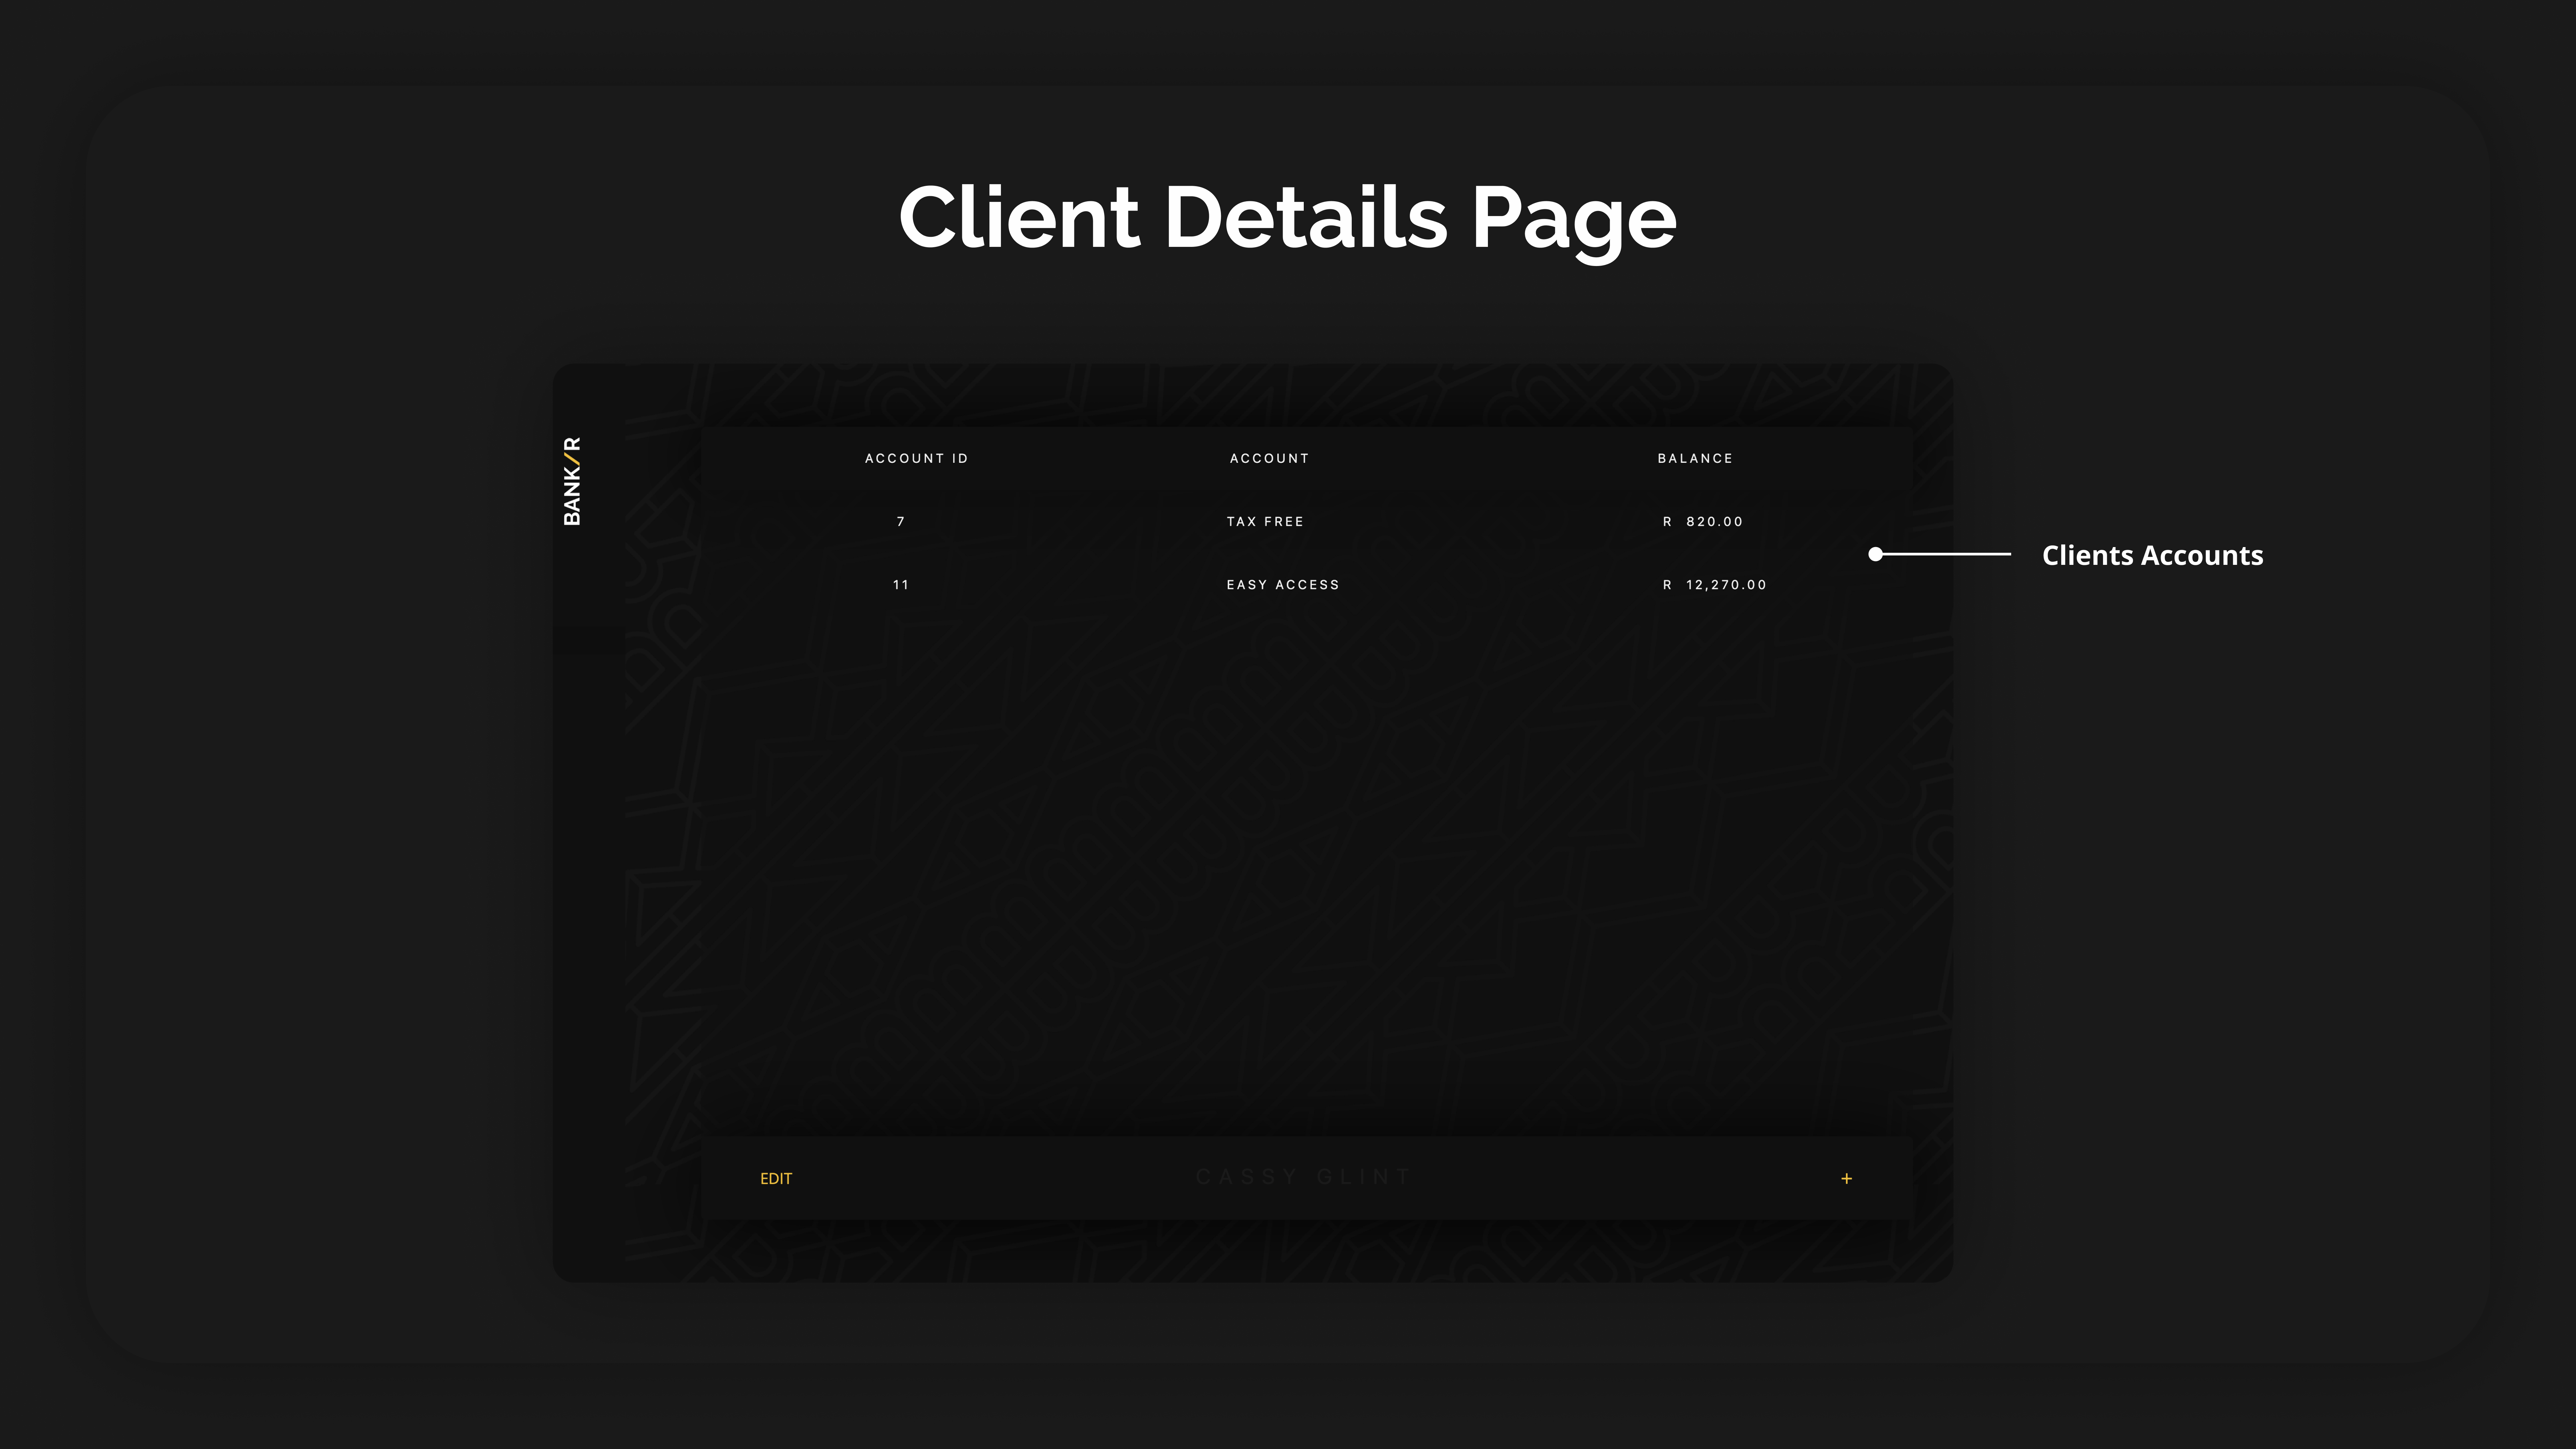 Client Details Page
BANK/R
ACCOUNT ID ACCOUNT BALANCE
7 TAX FREE R 820.00
11 EASY ACCESS R 12,270.00
Clients Accounts
EDIT CASSY GLINT +